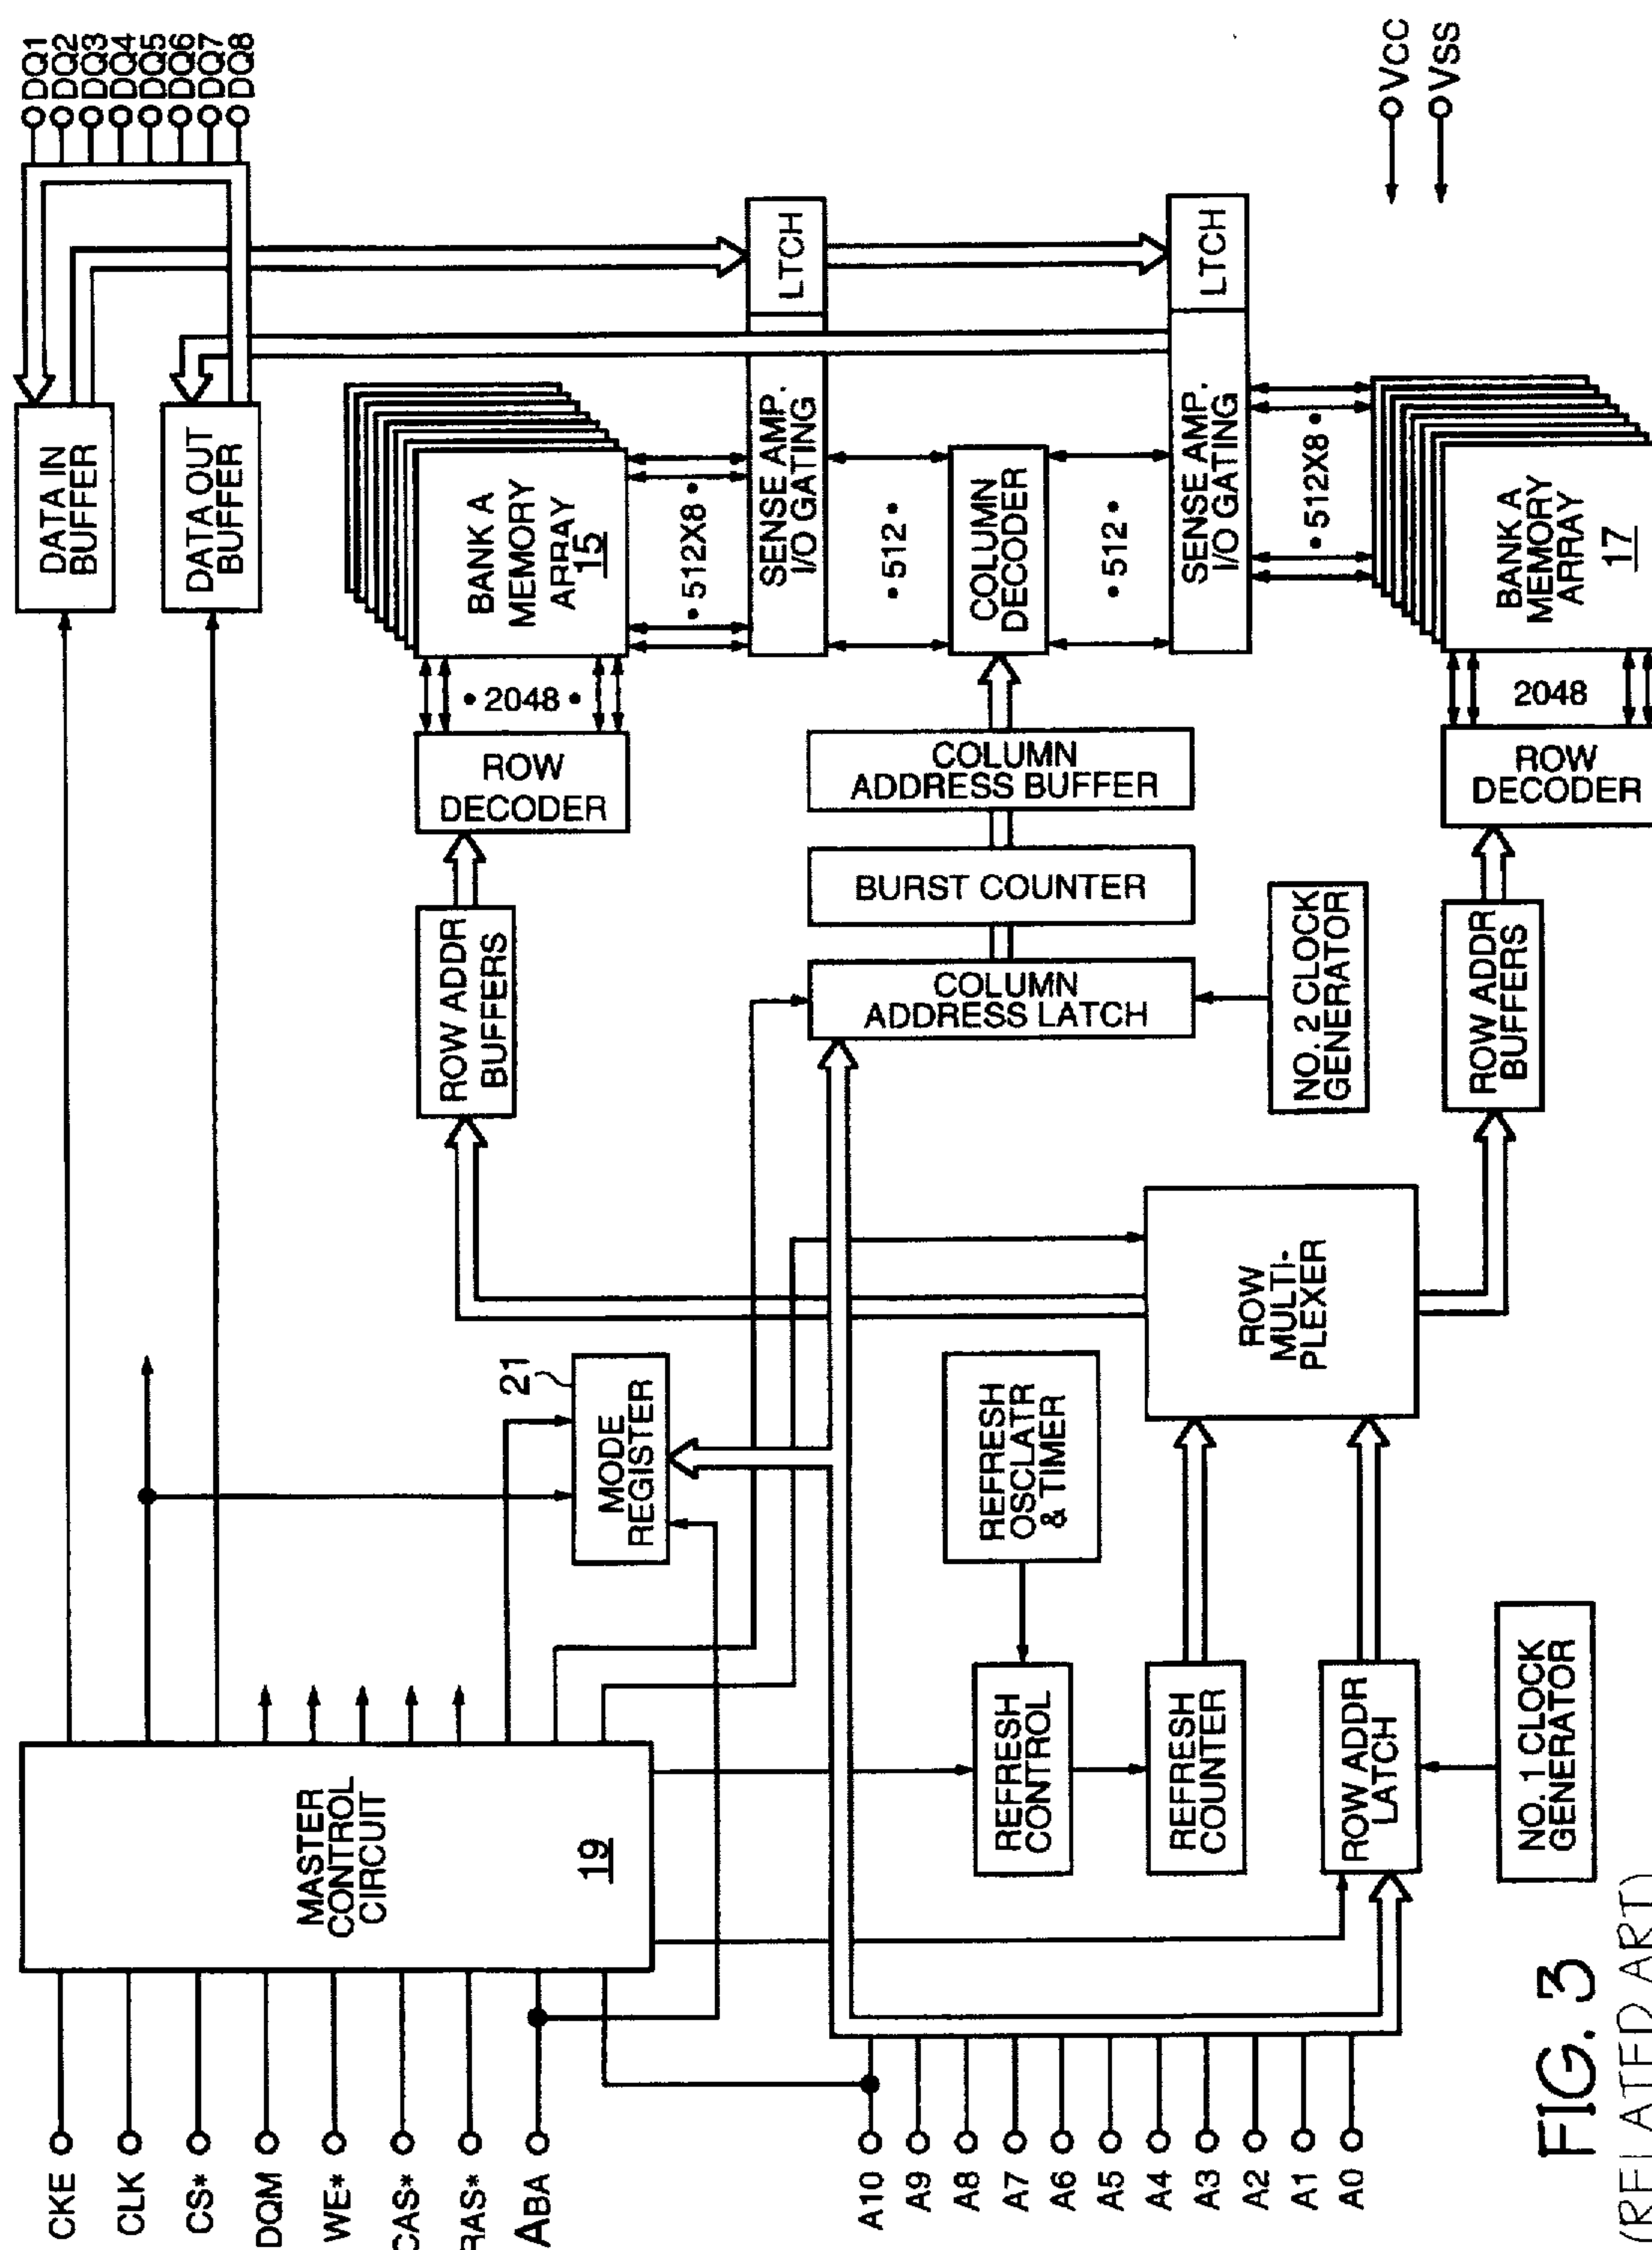 CKE
CLK
CS*
DQM
WE*
CAS*
RAS*
ABA
A10
A9
A8
A7
A6
A5
A4
A3
A2
A1
A0
MASTER
CONTROL
CIRCUIT
19
MODE
REGISTER
21
REFRESH
CONTROL
REFRESH
OSCLATR
& TIMER
REFRESH
COUNTER
ROW ADDR
LATCH
NO. 1 CLOCK
GENERATOR
ROW
MULTI-
PLEXER
ROW ADDR
BUFFERS
ROW
DECODER
• 2048 •
BANK A
MEMORY
ARRAY
15
• 512X8 •
SENSE AMP.
I/O GATING
LTCH
• 512 •
COLUMN
ADDRESS LATCH
BURST COUNTER
COLUMN
ADDRESS BUFFER
COLUMN
DECODER
• 512 •
NO. 2 CLOCK
GENERATOR
SENSE AMP.
I/O GATING
LTCH
• 512X8 •
ROW ADDR
BUFFERS
ROW
DECODER
2048
BANK A
MEMORY
ARRAY
17
DATA IN
BUFFER
DATA OUT
BUFFER
DQ1
DQ2
DQ3
DQ4
DQ5
DQ6
DQ7
DQ8
VCC
VSS
FIG. 3
(RELATED ART)